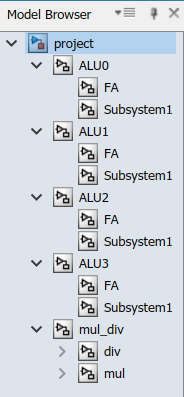 Model Browser
project
ALU0
FA
Subsystem1
ALU1
FA
Subsystem1
ALU2
FA
Subsystem1
ALU3
FA
Subsystem1
mul_div
div
mul